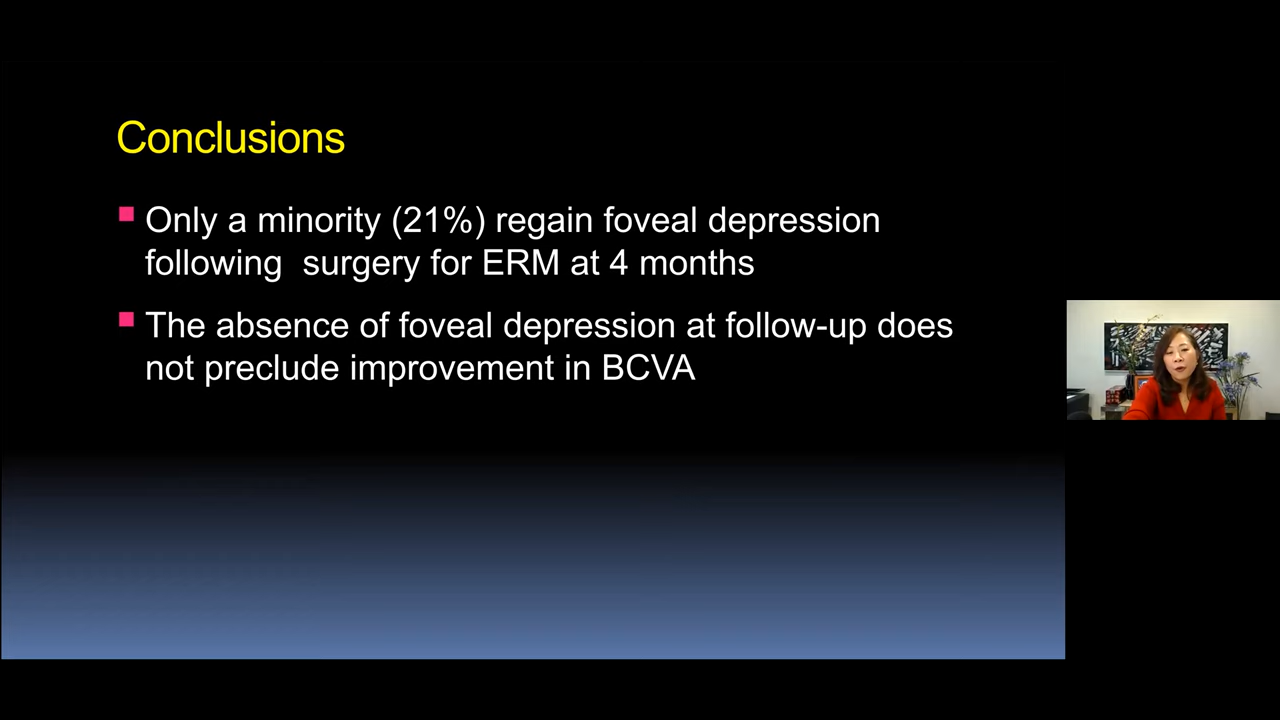 Conclusions
Only a minority (21%) regain foveal depression
following  surgery for ERM at 4 months
The absence of foveal depression at follow-up does
not preclude improvement in BCVA